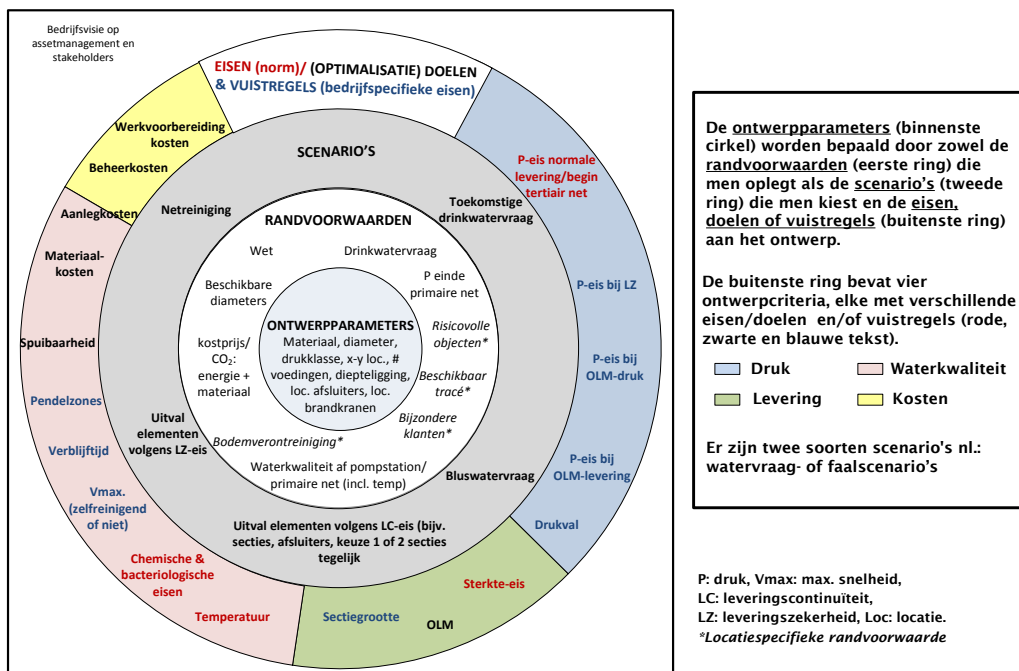 Bedrijfsvisie op
assetmanagement en
stakeholders
EISEN (norm)/ (OPTIMALISATIE) DOELEN
& VUISTREGELS (bedrijfspecifieke eisen)
Werkvoorbereiding
kosten
Beheerkosten
Aanlegkosten
Materiaal-
kosten
Spuibaarheid
Pendelzones
Verblijftijd
Vmax.
(zelfreinigend
of niet)
Chemische &
bacteriologische
eisen
Temperatuur
Sectiegrootte
OLM
Sterkte-eis
Drukval
P-eis bij
OLM-levering
P-eis bij
OLM-druk
P-eis bij LZ
P-eis normale
levering/begin
tertiair net
SCENARIO'S
Netreiniging
Toekomstige
drinkwatervraag
Uitval
elementen
volgens LZ-eis
Bluswatervraag
Uitval elementen volgens LC-eis (bijv.
secties, afsluiters, keuze 1 of 2 secties
tegelijk
RANDVOORWAARDEN
Wet
Drinkwatervraag
Beschikbare
diameters
P einde
primaire net
kostprijs/
CO₂:
energie +
materiaal
Risicovolle
objecten*
Beschikbaar
tracé*
Bijzondere
klanten*
Bodemverontreiniging*
Waterkwaliteit af pompstation/
primaire net (incl. temp)
ONTWERPPARAMETERS
Materiaal, diameter,
drukklasse, x-y loc., #
voedingen, diepteligging,
loc. afsluiters, loc.
brandkranen
De ontwerpparameters (binnenste
cirkel) worden bepaald door zowel de
randvoorwaarden (eerste ring) die
men oplegt als de scenario's (tweede
ring) die men kiest en de eisen,
doelen of vuistregels (buitenste ring)
aan het ontwerp.
De buitenste ring bevat vier
ontwerpcriteria, elke met verschillende
eisen/doelen en/of vuistregels (rode,
zwarte en blauwe tekst).
Druk
Waterkwaliteit
Levering
Kosten
Er zijn twee soorten scenario's nl.:
watervraag- of faalscenario's
P: druk, Vmax: max. snelheid,
LC: leveringscontinuïteit,
LZ: leveringszekerheid, Loc: locatie.
*Locatiespecifieke randvoorwaarde